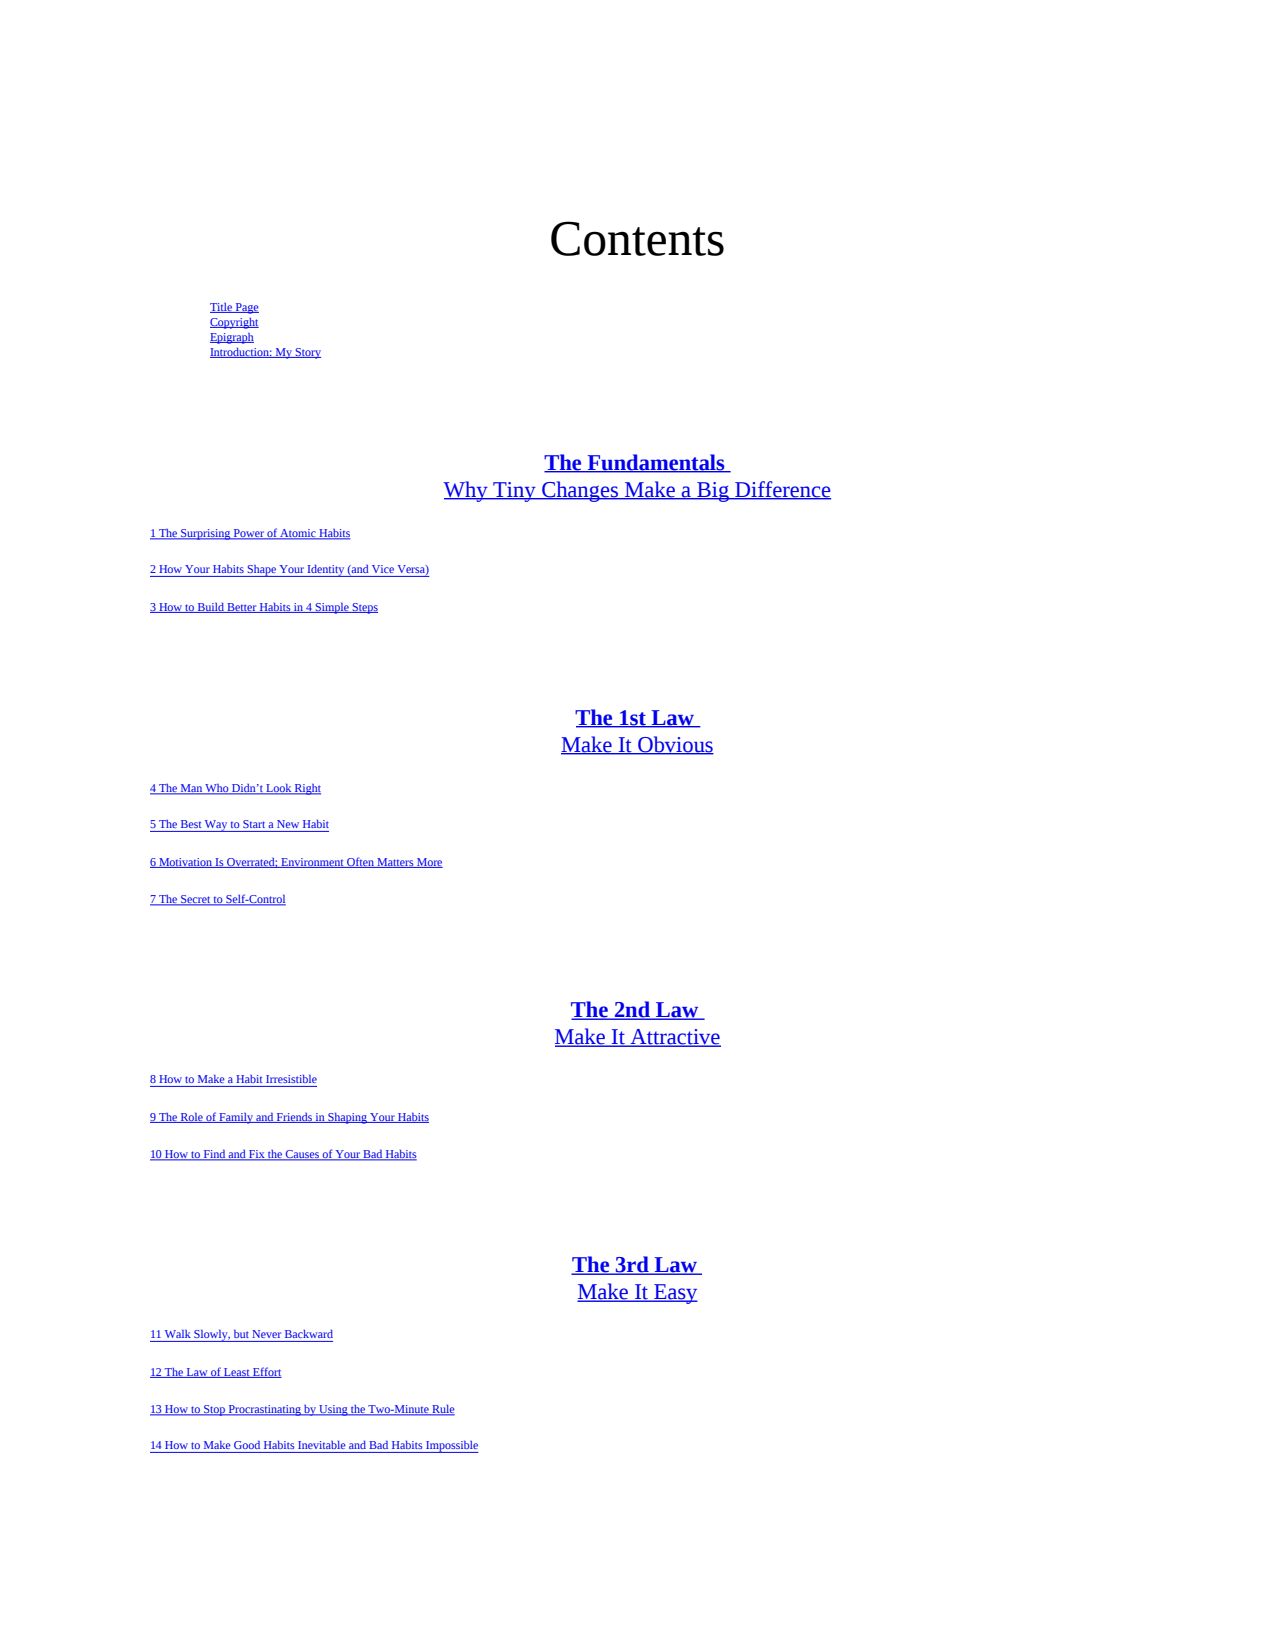 Contents
Title Page
Copyright
Epigraph
Introduction: My Story
The Fundamentals
Why Tiny Changes Make a Big Difference
1 The Surprising Power of Atomic Habits
2 How Your Habits Shape Your Identity (and Vice Versa)
3 How to Build Better Habits in 4 Simple Steps
The 1st Law
Make It Obvious
4 The Man Who Didn’t Look Right
5 The Best Way to Start a New Habit
6 Motivation Is Overrated; Environment Often Matters More
7 The Secret to Self-Control
The 2nd Law
Make It Attractive
8 How to Make a Habit Irresistible
9 The Role of Family and Friends in Shaping Your Habits
10 How to Find and Fix the Causes of Your Bad Habits
The 3rd Law
Make It Easy
11 Walk Slowly, but Never Backward
12 The Law of Least Effort
13 How to Stop Procrastinating by Using the Two-Minute Rule
14 How to Make Good Habits Inevitable and Bad Habits Impossible